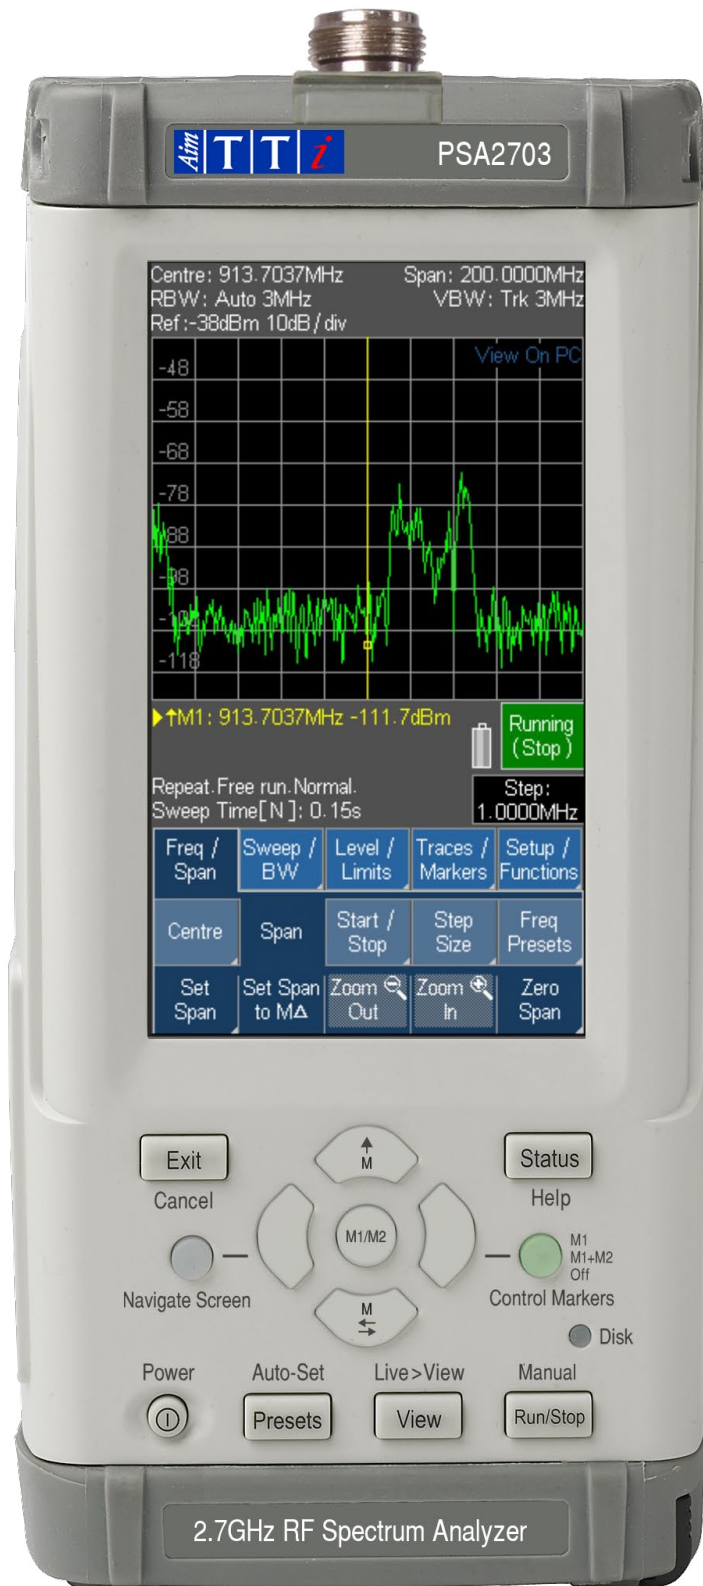 Aim TTi
PSA2703
Centre: 913.7037MHz Span: 200.0000MHz
RBW: Auto 3MHz VBW: Trk 3MHz
Ref:-38dBm 10dB/div
View On PC
-48
-58
-68
-78
-88
-98
-118
↑M1: 913.7037MHz -111.7dBm
Running
(Stop)
Repeat.Free run.Normal.
Sweep Time[N]: 0.15s
Step:
1.0000MHz
Freq /
Span
Sweep /
BW
Level /
Limits
Traces /
Markers
Setup /
Functions
Centre
Span
Start /
Stop
Step
Size
Freq
Presets
Set
Span
Set Span
to MΔ
Zoom
Out
Zoom
In
Zero
Span
Exit
Cancel
↑
M
Status
Help
M1/M2
M1
M1+M2
Off
Navigate Screen
M
Control Markers
Disk
Power
Auto-Set
Live>View
Manual
Presets
View
Run/Stop
2.7GHz RF Spectrum Analyzer